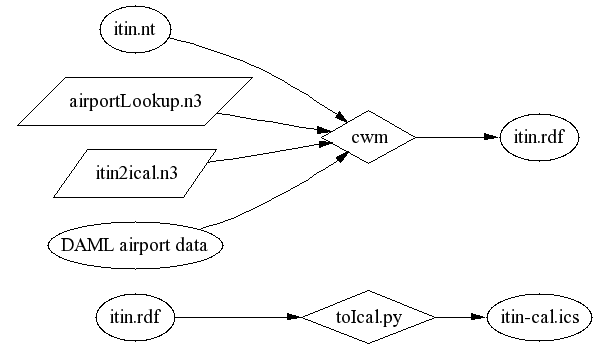 itin.nt
airportLookup.n3
cwm
itin.rdf
itin2ical.n3
DAML airport data
itin.rdf
toIcal.py
itin-cal.ics